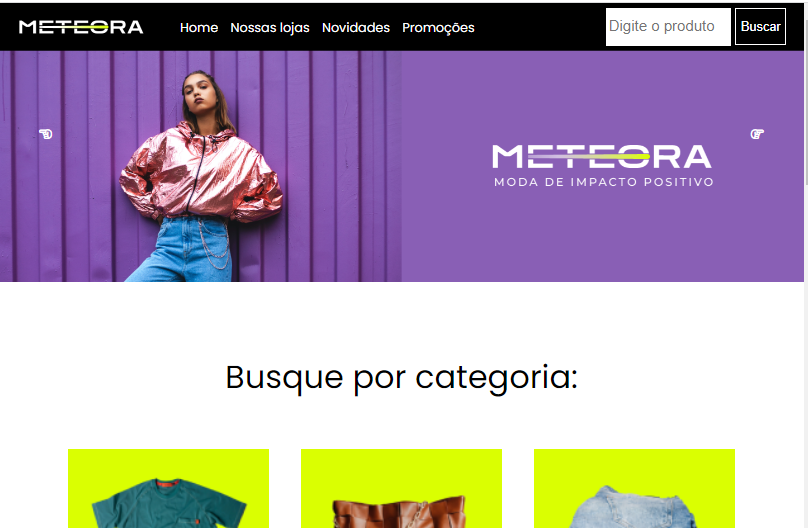 METEORA
Home Nossas lojas Novidades Promoções
Digite o produto
Buscar
METEORA
MODA DE IMPACTO POSITIVO
Busque por categoria: